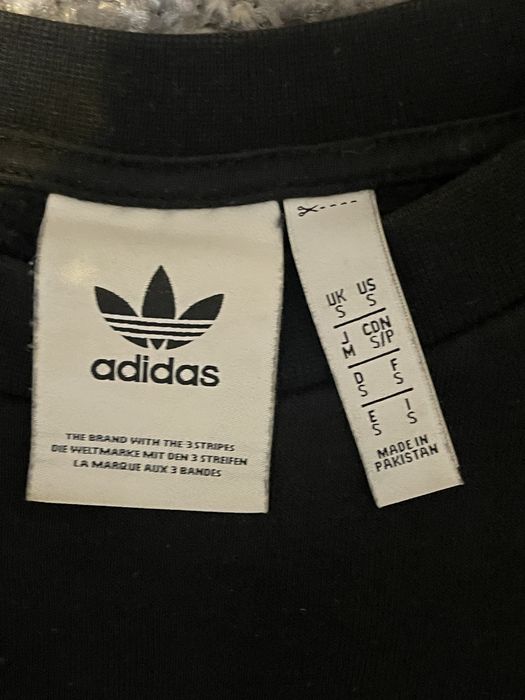 adidas
THE BRAND WITH THE 3 STRIPES
DIE WELTMARKE MIT DEN 3 STREIFEN
LA MARQUE AUX 3 BANDES
UK US
S S
J CDN
M S/P
D F
S S
E I
S S
MADE IN
PAKISTAN